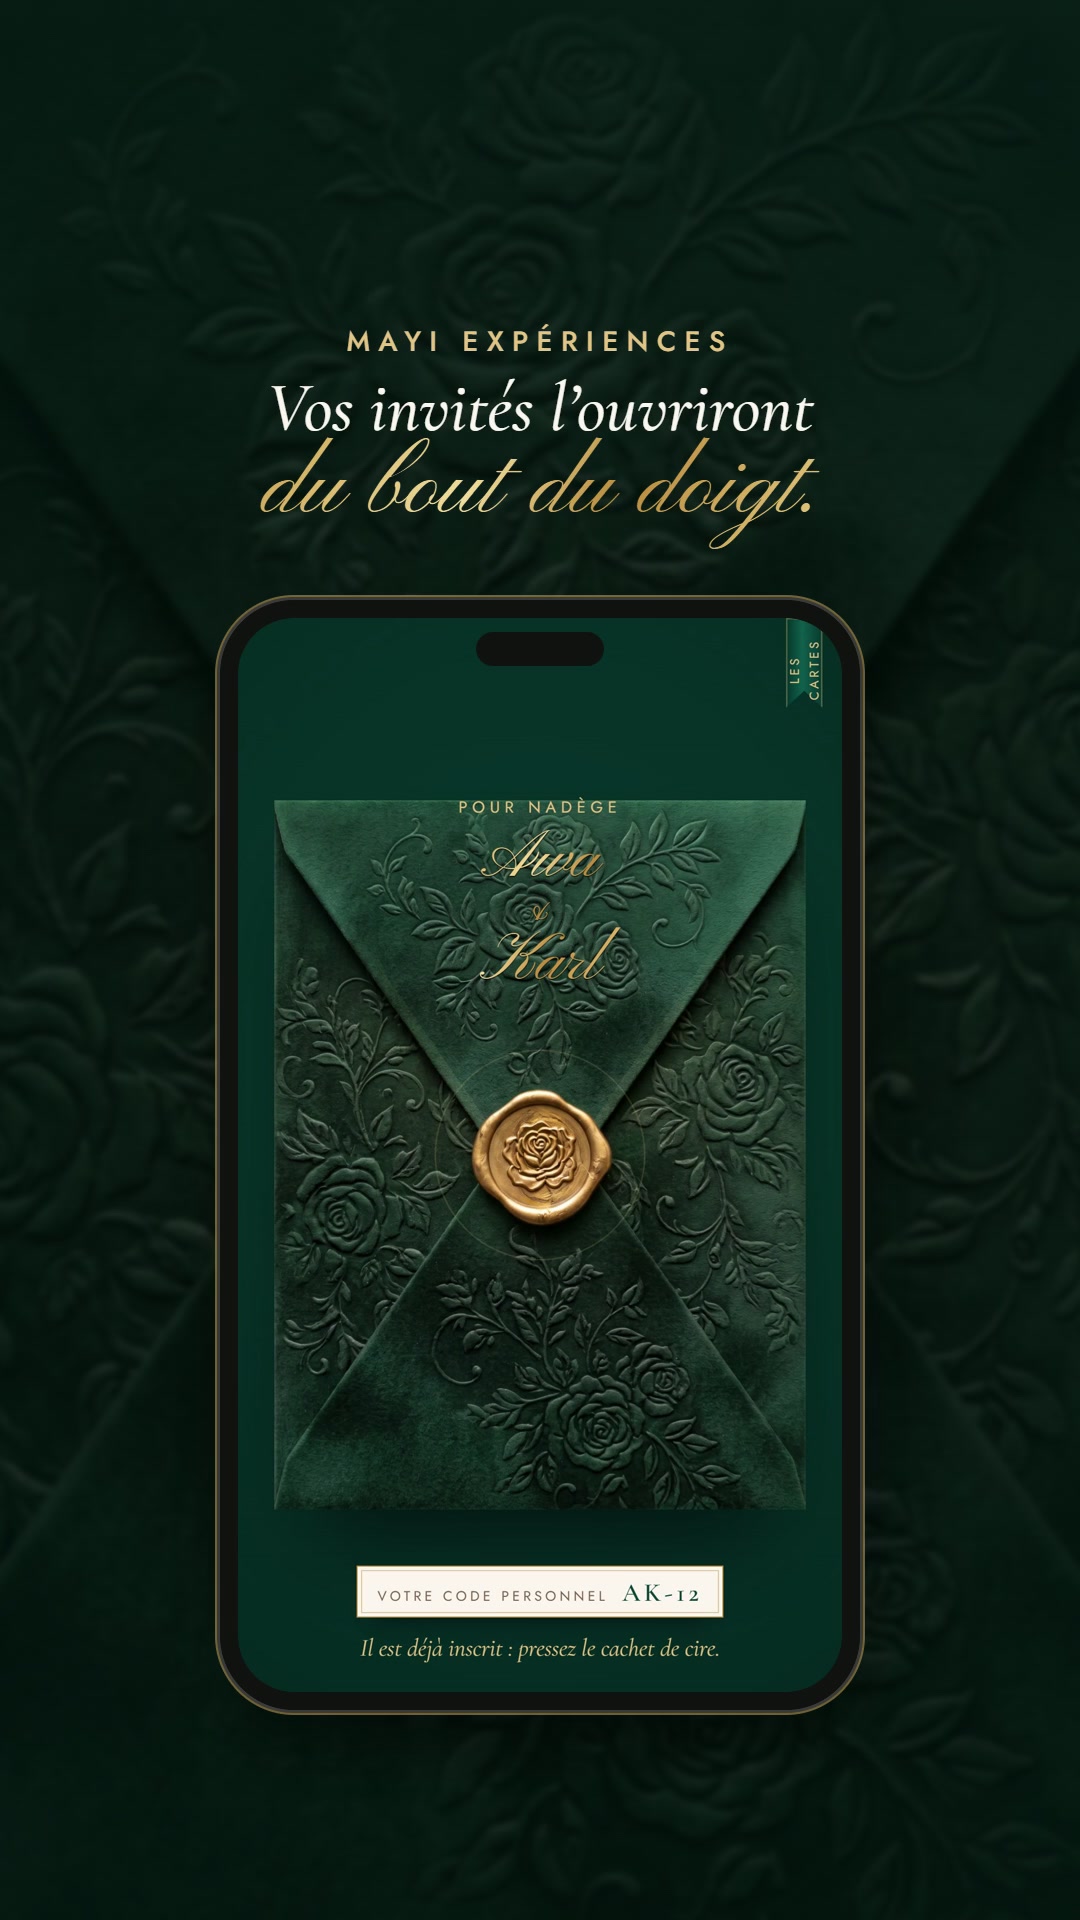 MAYI EXPÉRIENCES
Vos invités l’ouvriront
du bout du doigt.
LES
CARTES
POUR NADÈGE
Awa
&
Karl
VOTRE CODE PERSONNEL AK-12
Il est déjà inscrit : pressez le cachet de cire.